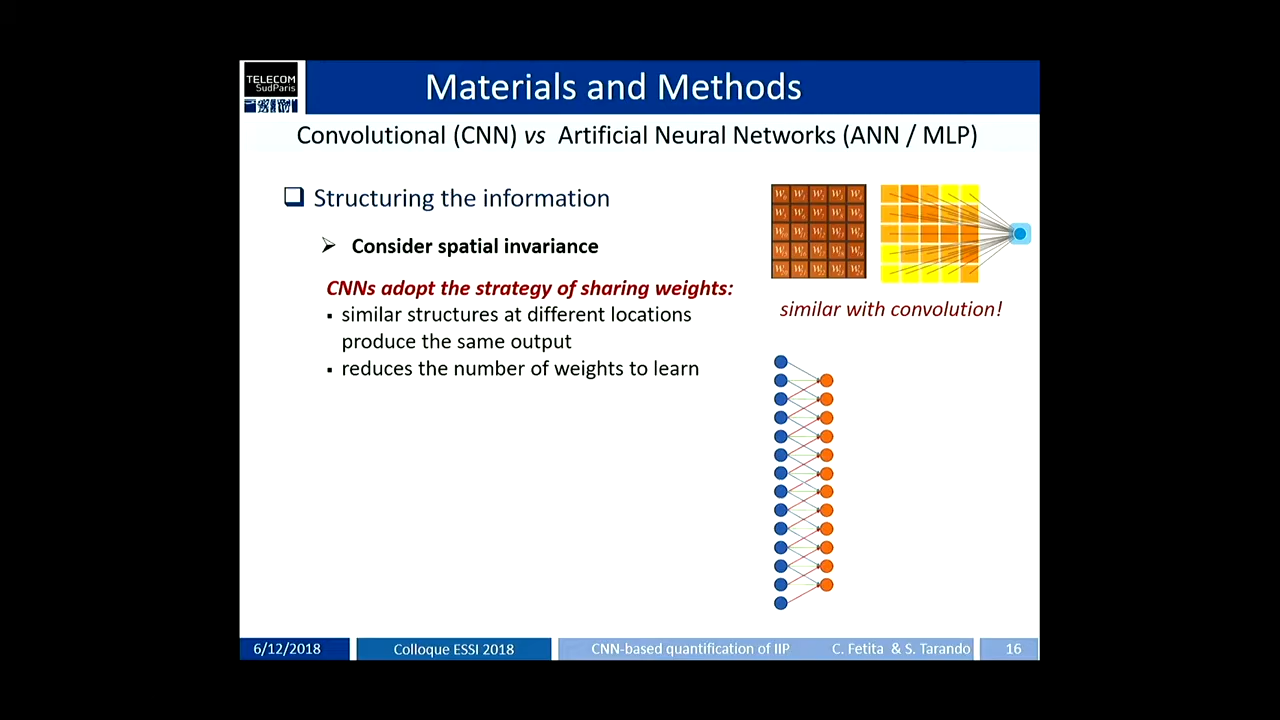 TELECOM
SudParis
Materials and Methods
Convolutional (CNN) vs Artificial Neural Networks (ANN / MLP)
❑ Structuring the information
➢ Consider spatial invariance
CNNs adopt the strategy of sharing weights:
▪ similar structures at different locations
produce the same output
▪ reduces the number of weights to learn
similar with convolution!
6/12/2018
Colloque ESSI 2018
CNN-based quantification of IIP
C. Fetita & S. Tarando
16